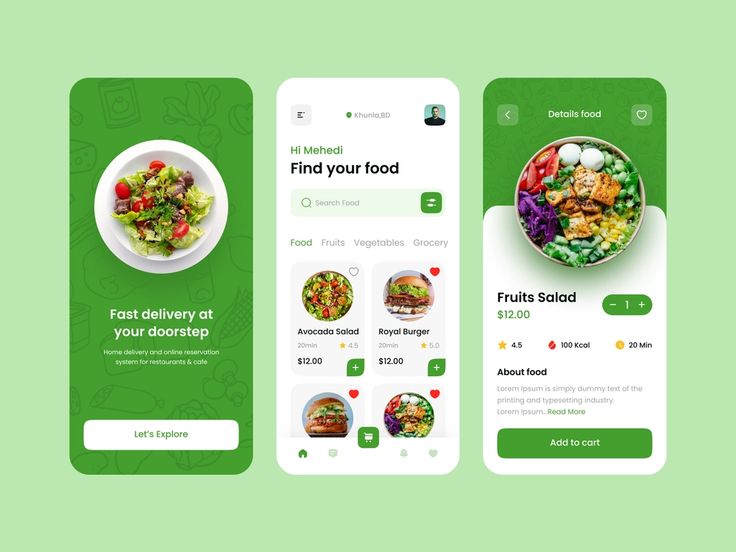 Fast delivery at
your doorstep
Home delivery and online reservation
system for restaurants & cafe
Let's Explore
Khunla,BD
Hi Mehedi
Find your food
Search Food
Food Fruits Vegetables Grocery
Avocada Salad
20min 4.5
$12.00
+
Royal Burger
20min 5.0
$12.00
+
Details food
Fruits Salad
$12.00
− 1 +
4.5 100 Kcal 20 Min
About food
Lorem Ipsum is simply dummy text of the
printing and typesetting industry.
Lorem Ipsum...Read More
Add to cart